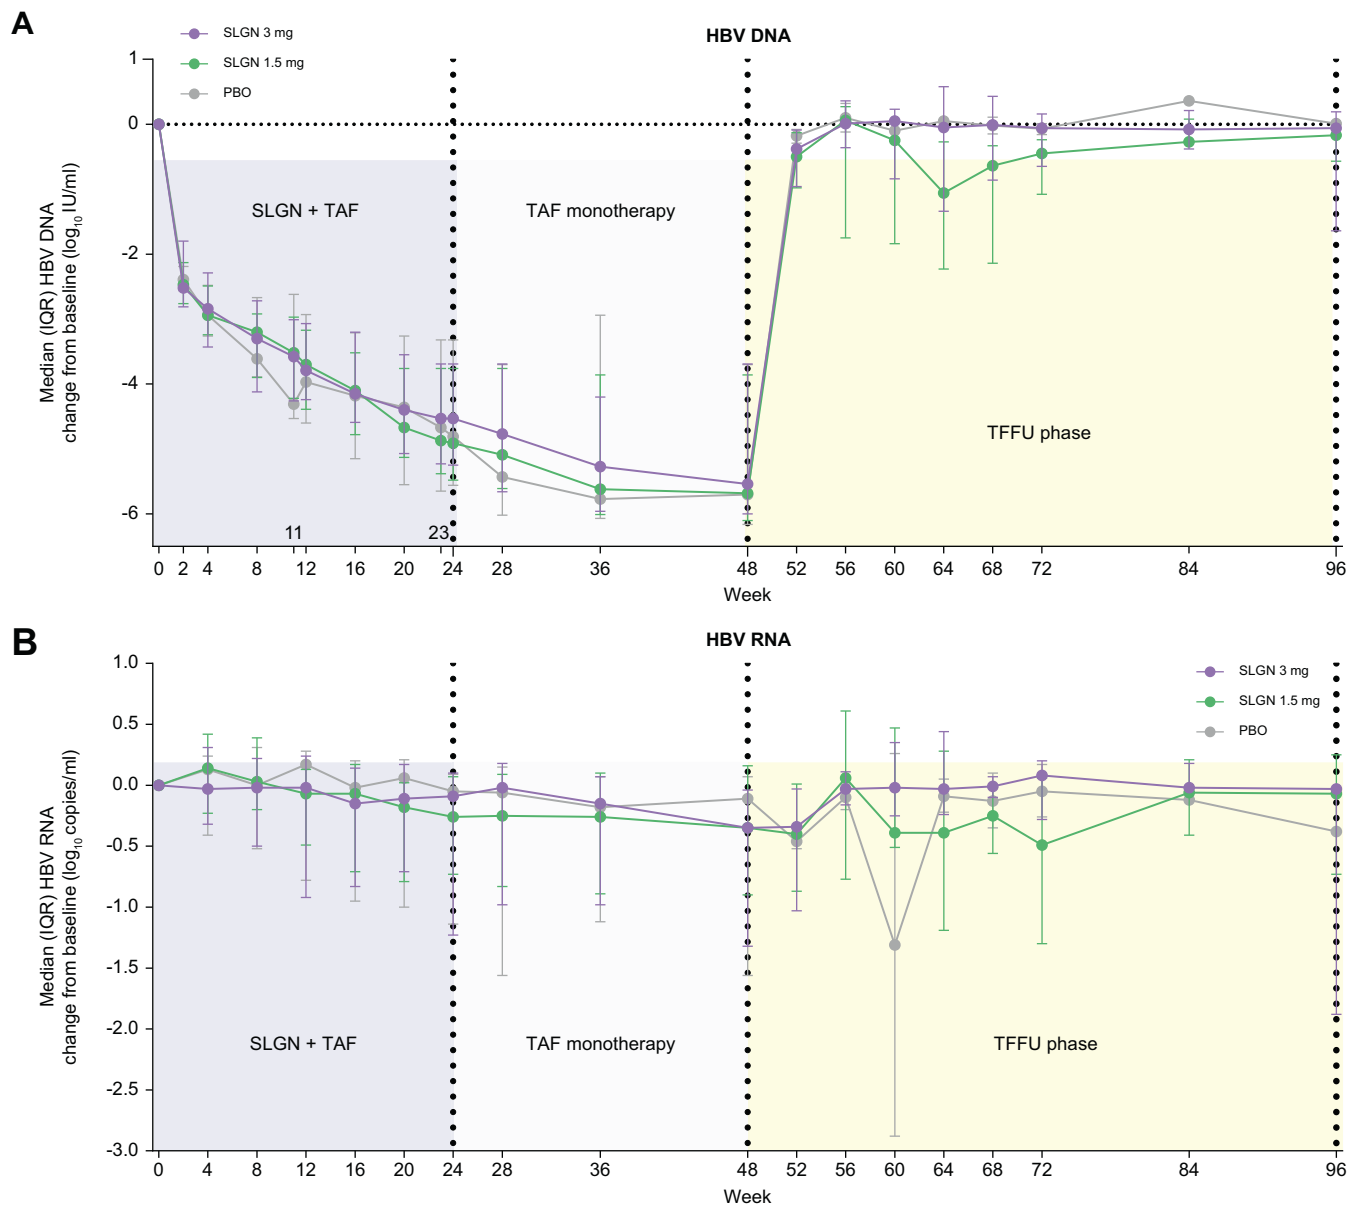 A
SLGN 3 mg
SLGN 1.5 mg
PBO
HBV DNA
Median (IQR) HBV DNA
change from baseline (log10 IU/ml)
1
0
-2
-4
-6
SLGN + TAF
TAF monotherapy
TFFU phase
11
23
0 2 4 8 12 16 20 24 28 36 48 52 56 60 64 68 72 84 96
Week
B
HBV RNA
SLGN 3 mg
SLGN 1.5 mg
PBO
Median (IQR) HBV RNA
change from baseline (log10 copies/ml)
1.0
0.5
0.0
-0.5
-1.0
-1.5
-2.0
-2.5
-3.0
SLGN + TAF
TAF monotherapy
TFFU phase
0 4 8 12 16 20 24 28 36 48 52 56 60 64 68 72 84 96
Week